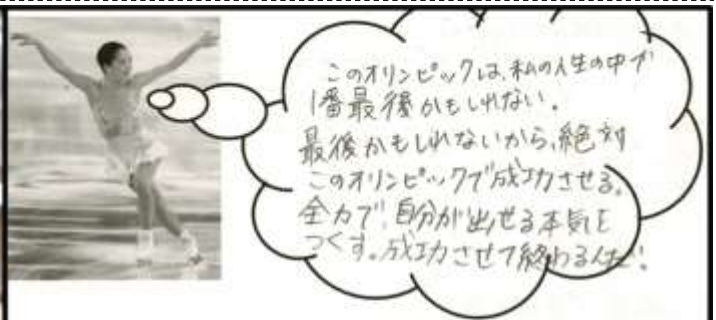 このオリンピックは、私の人生の中で
1番最後かもしれない。
最後かもしれないから、絶対
このオリンピックで成功させる。
全力で、自分が出せる本気を
つくす。成功させて終わるんだ!